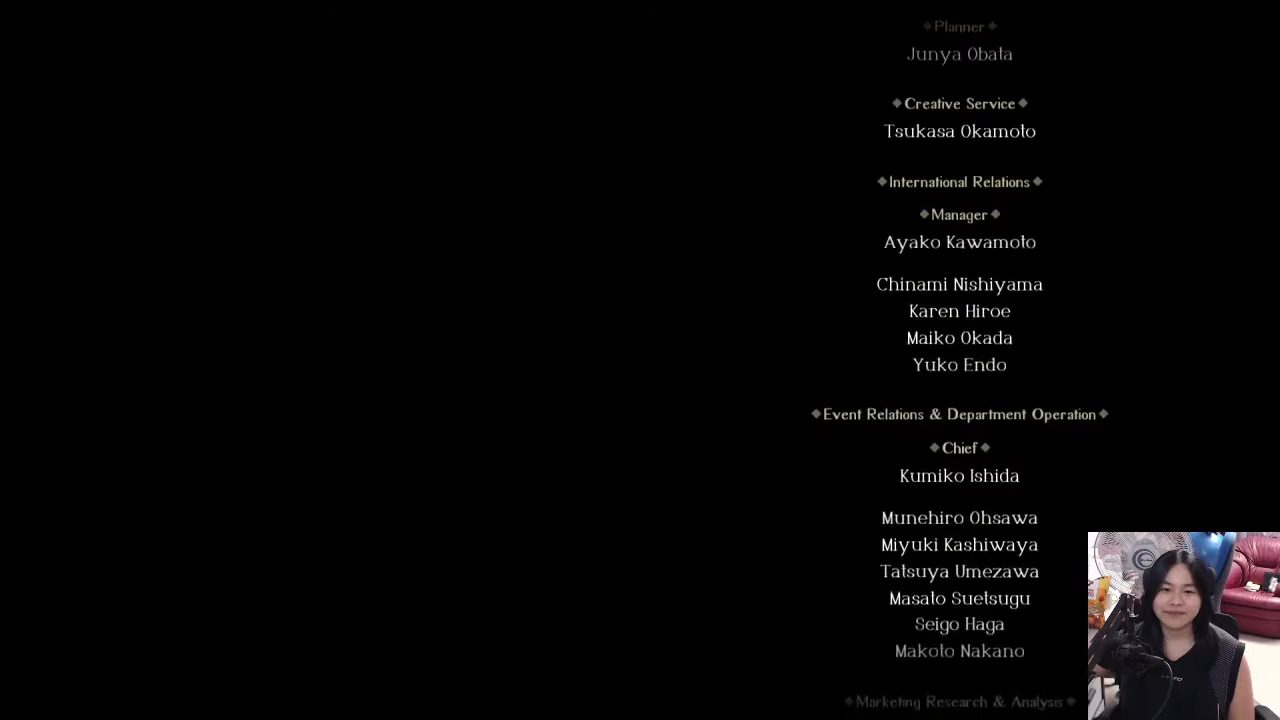 ◆Planner◆
Junya Obata
◆Creative Service◆
Tsukasa Okamoto
◆International Relations◆
◆Manager◆
Ayako Kawamoto
Chinami Nishiyama
Karen Hiroe
Maiko Okada
Yuko Endo
◆Event Relations & Department Operation◆
◆Chief◆
Kumiko Ishida
Munehiro Ohsawa
Miyuki Kashiwaya
Tatsuya Umezawa
Masato Suetsugu
Seigo Haga
Makoto Nakano
◆Marketing Research & Analysis◆